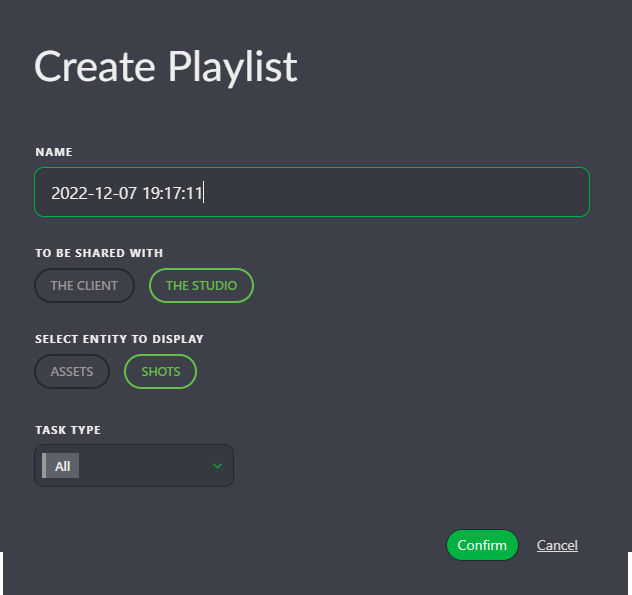 Create Playlist
NAME
2022-12-07 19:17:11
TO BE SHARED WITH
THE CLIENT THE STUDIO
SELECT ENTITY TO DISPLAY
ASSETS SHOTS
TASK TYPE
All
Confirm Cancel